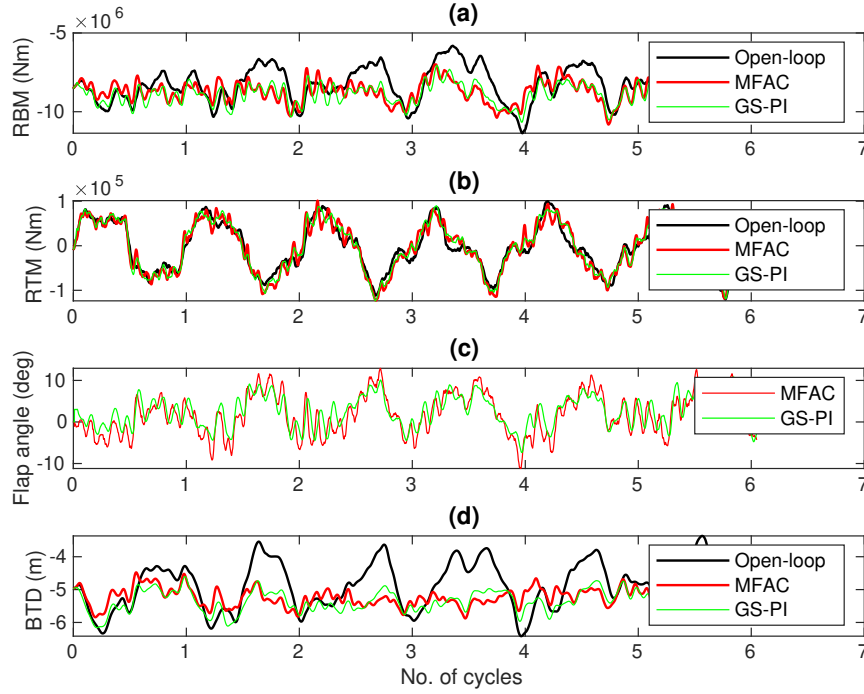 (a)
× 10^6
RBM (Nm)
-5
-10
Open-loop
MFAC
GS-PI
0 1 2 3 4 5 6 7
(b)
× 10^5
RTM (Nm)
1
0
-1
Open-loop
MFAC
GS-PI
0 1 2 3 4 5 6 7
(c)
Flap angle (deg)
10
0
-10
MFAC
GS-PI
0 1 2 3 4 5 6 7
(d)
BTD (m)
-4
-5
-6
Open-loop
MFAC
GS-PI
0 1 2 3 4 5 6 7
No. of cycles